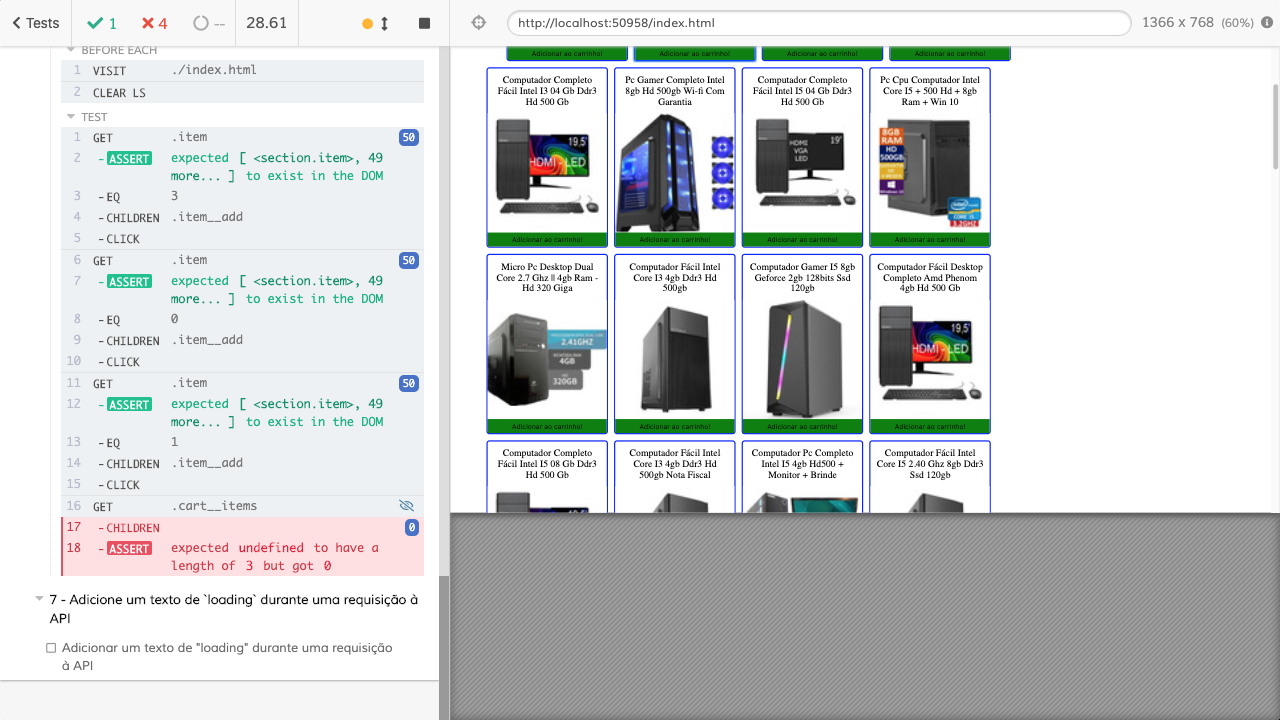 Tests
1
4
--
28.61
http://localhost:50958/index.html
1366 x 768 (60%)
BEFORE EACH
1 VISIT ./index.html
2 CLEAR LS
TEST
1 GET .item 50
2 -ASSERT expected [ <section.item>, 49
more... ] to exist in the DOM
3 -EQ 3
4 -CHILDREN .item__add
5 -CLICK
6 GET .item 50
7 -ASSERT expected [ <section.item>, 49
more... ] to exist in the DOM
8 -EQ 0
9 -CHILDREN .item__add
10 -CLICK
11 GET .item 50
12 -ASSERT expected [ <section.item>, 49
more... ] to exist in the DOM
13 -EQ 1
14 -CHILDREN .item__add
15 -CLICK
16 GET .cart__items
17 -CHILDREN 0
18 -ASSERT expected undefined to have a
length of 3 but got 0
7 - Adicione um texto de `loading` durante uma requisição à
API
Adicionar um texto de "loading" durante uma requisição
à API
Adicionar ao carrinho! Adicionar ao carrinho! Adicionar ao carrinho! Adicionar ao carrinho!
Computador Completo
Fácil Intel I3 04 Gb Ddr3
Hd 500 Gb
19,5'
HDMI - LED
Adicionar ao carrinho!
Pc Gamer Completo Intel
8gb Hd 500gb Wi-fi Com
Garantia
Adicionar ao carrinho!
Computador Completo
Fácil Intel I5 04 Gb Ddr3
Hd 500 Gb
19"
HDMI
VGA
LED
Adicionar ao carrinho!
Pc Cpu Computador Intel
Core I5 + 500 Hd + 8gb
Ram + Win 10
8GB
RAM
HD
500GB
Windows 10
intel
CORE i5
3.2GHZ
Adicionar ao carrinho!
Micro Pc Desktop Dual
Core 2.7 Ghz || 4gb Ram -
Hd 320 Giga
2.41GHZ
4GB
320GB
Adicionar ao carrinho!
Computador Fácil Intel
Core I3 4gb Ddr3 Hd
500gb
Adicionar ao carrinho!
Computador Gamer I5 8gb
Geforce 2gb 128bits Ssd
120gb
Adicionar ao carrinho!
Computador Fácil Desktop
Completo Amd Phenom
4gb Hd 500 Gb
19,5'
HDMI - LED
Adicionar ao carrinho!
Computador Completo
Fácil Intel I5 08 Gb Ddr3
Hd 500 Gb
19,5'
Computador Fácil Intel
Core I3 4gb Ddr3 Hd
500gb Nota Fiscal
Computador Pc Completo
Intel I5 4gb Hd500 +
Monitor + Brinde
Computador Fácil Intel
Core I5 2.40 Ghz 8gb Ddr3
Ssd 120gb